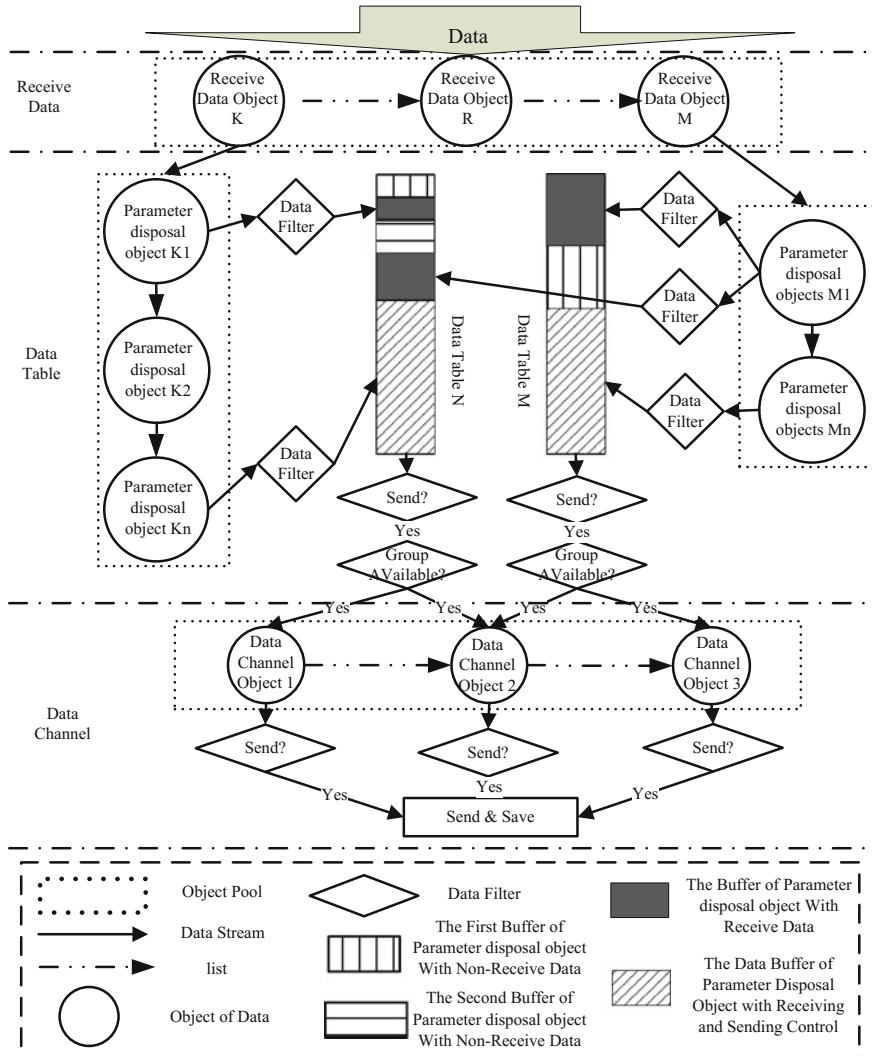 Data
Receive
Data
Receive
Data Object
K
Receive
Data Object
R
Receive
Data Object
M
Data
Table
Parameter
disposal
object K1
Parameter
disposal
object K2
Parameter
disposal
object Kn
Data
Filter
Data
Filter
Data Table N
Data Table M
Data
Filter
Data
Filter
Data
Filter
Parameter
disposal
objects M1
Parameter
disposal
objects Mn
Send?
Send?
Yes
Yes
Group
AVailable?
Group
AVailable?
Yes
Yes
Yes
Yes
Data
Channel
Data
Channel
Object 1
Data
Channel
Object 2
Data
Channel
Object 3
Send?
Send?
Send?
Yes
Yes
Yes
Send & Save
Object Pool
Data Stream
list
Object of Data
Data Filter
The First Buffer of
Parameter disposal object
With Non-Receive Data
The Second Buffer of
Parameter disposal object
With Non-Receive Data
The Buffer of Parameter
disposal object With
Receive Data
The Data Buffer of
Parameter Disposal
Object with Receiving
and Sending Control